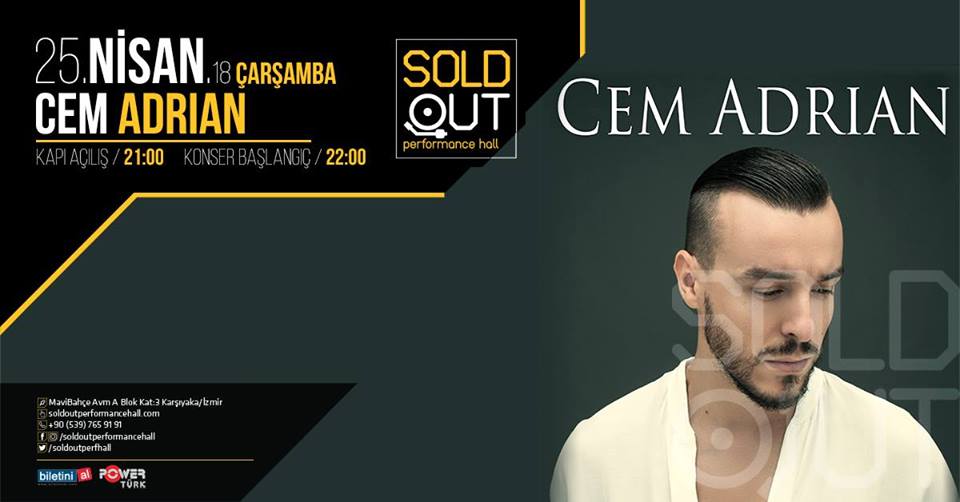 25.NİSAN.18 ÇARŞAMBA
CEM ADRIAN
KAPI AÇILIŞ / 21:00 KONSER BAŞLANGIÇ / 22:00
SOLD
OUT
performance hall
CEM ADRIAN
SOLD
OUT
MaviBahçe Avm A Blok Kat:3 Karşıyaka/İzmir
soldoutperformancehall.com
+90 (539) 765 91 91
/soldoutperformancehall
/soldoutperfhall
biletini al
POWER
TÜRK